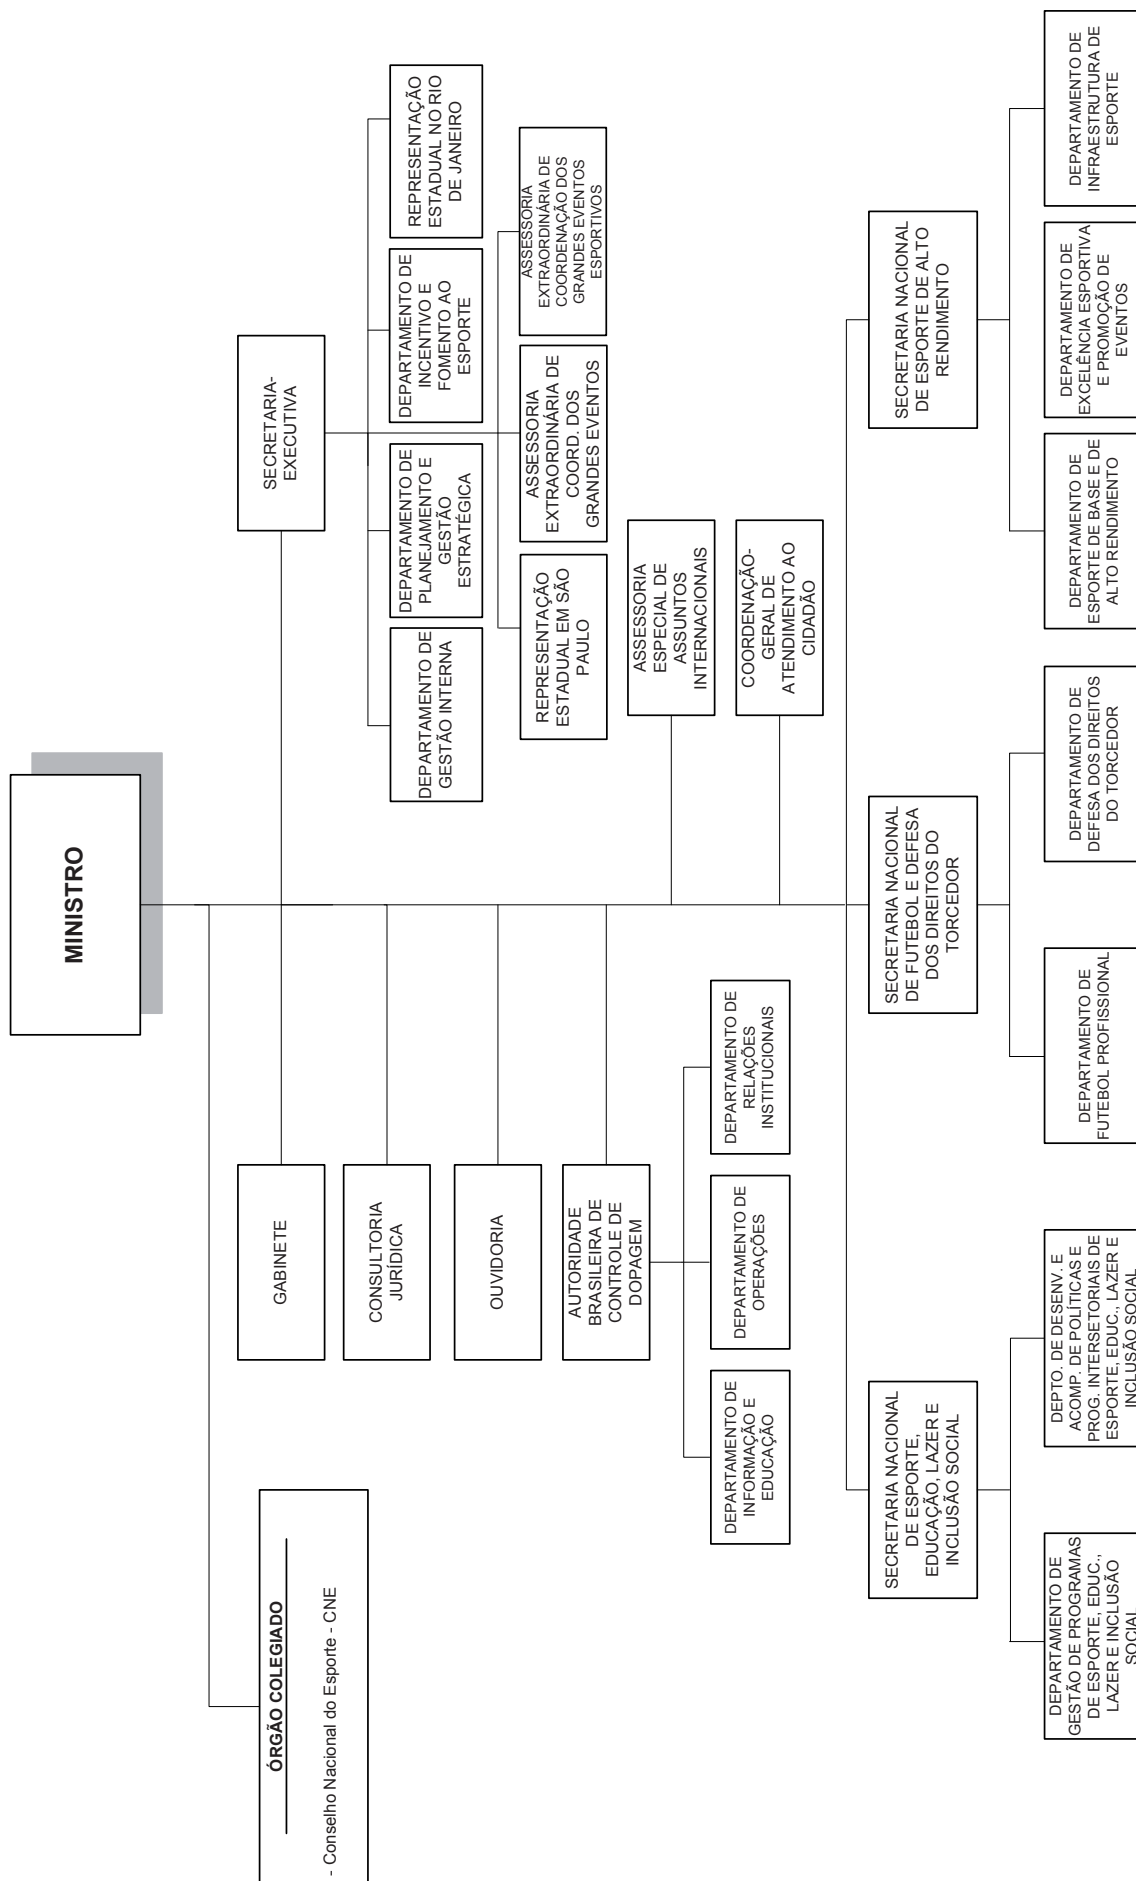 MINISTRO
ÓRGÃO COLEGIADO
- Conselho Nacional do Esporte - CNE
GABINETE
SECRETARIA-
EXECUTIVA
CONSULTORIA
JURÍDICA
DEPARTAMENTO DE
GESTÃO INTERNA
DEPARTAMENTO DE
PLANEJAMENTO E
GESTÃO
ESTRATÉGICA
DEPARTAMENTO DE
INCENTIVO E
FOMENTO AO
ESPORTE
REPRESENTAÇÃO
ESTADUAL NO RIO
DE JANEIRO
OUVIDORIA
REPRESENTAÇÃO
ESTADUAL EM SÃO
PAULO
ASSESSORIA
EXTRAORDINÁRIA DE
COORD. DOS
GRANDES EVENTOS
ASSESSORIA
EXTRAORDINÁRIA DE
COORDENAÇÃO DOS
GRANDES EVENTOS
ESPORTIVOS
AUTORIDADE
BRASILEIRA DE
CONTROLE DE
DOPAGEM
ASSESSORIA
ESPECIAL DE
ASSUNTOS
INTERNACIONAIS
DEPARTAMENTO DE
INFORMAÇÃO E
EDUCAÇÃO
DEPARTAMENTO DE
OPERAÇÕES
DEPARTAMENTO DE
RELAÇÕES
INSTITUCIONAIS
COORDENAÇÃO-
GERAL DE
ATENDIMENTO AO
CIDADÃO
SECRETARIA NACIONAL
DE ESPORTE,
EDUCAÇÃO, LAZER E
INCLUSÃO SOCIAL
SECRETARIA NACIONAL
DE FUTEBOL E DEFESA
DOS DIREITOS DO
TORCEDOR
SECRETARIA NACIONAL
DE ESPORTE DE ALTO
RENDIMENTO
DEPARTAMENTO DE
GESTÃO DE PROGRAMAS
DE ESPORTE, EDUC.,
LAZER E INCLUSÃO
SOCIAL
DEPTO. DE DESENV. E
ACOMP. DE POLÍTICAS E
PROG. INTERSETORIAIS DE
ESPORTE, EDUC., LAZER E
INCLUSÃO SOCIAL
DEPARTAMENTO DE
FUTEBOL PROFISSIONAL
DEPARTAMENTO DE
DEFESA DOS DIREITOS
DO TORCEDOR
DEPARTAMENTO DE
ESPORTE DE BASE E DE
ALTO RENDIMENTO
DEPARTAMENTO DE
EXCELÊNCIA ESPORTIVA
E PROMOÇÃO DE
EVENTOS
DEPARTAMENTO DE
INFRAESTRUTURA DE
ESPORTE